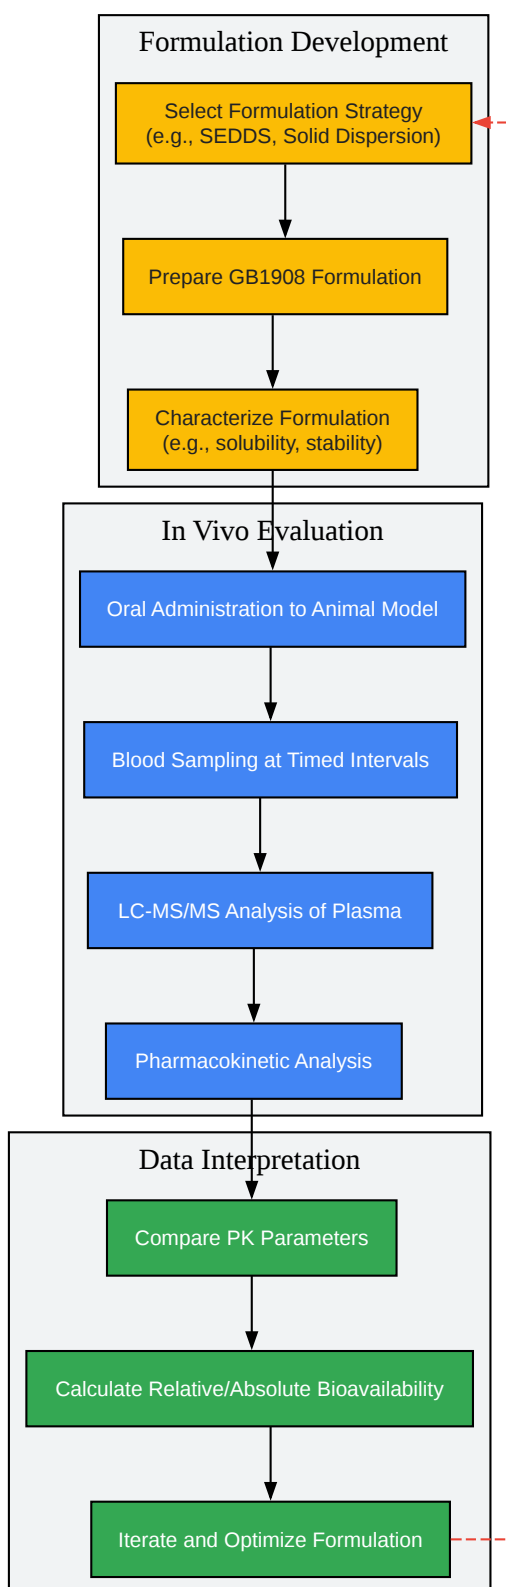 Formulation Development
Select Formulation Strategy
(e.g., SEDDS, Solid Dispersion)
Prepare GB1908 Formulation
Characterize Formulation
(e.g., solubility, stability)
In Vivo Evaluation
Oral Administration to Animal Model
Blood Sampling at Timed Intervals
LC-MS/MS Analysis of Plasma
Pharmacokinetic Analysis
Data Interpretation
Compare PK Parameters
Calculate Relative/Absolute Bioavailability
Iterate and Optimize Formulation